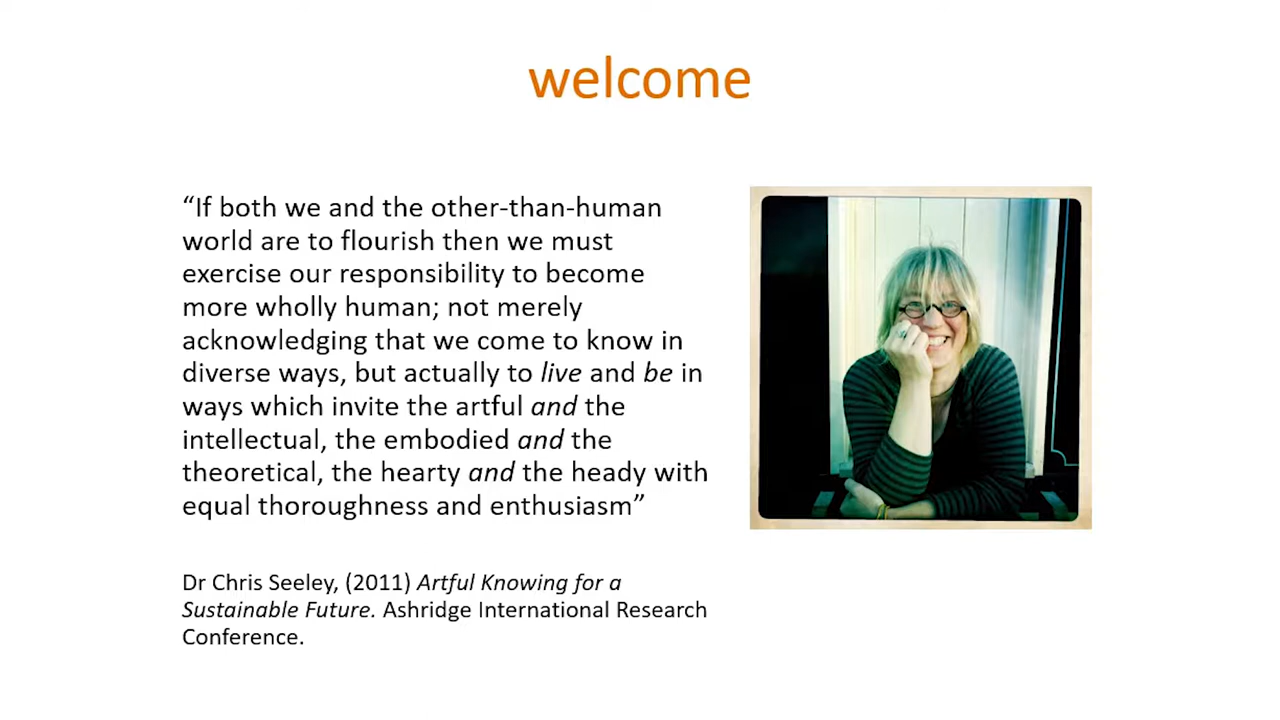 welcome
“If both we and the other-than-human
world are to flourish then we must
exercise our responsibility to become
more wholly human; not merely
acknowledging that we come to know in
diverse ways, but actually to live and be in
ways which invite the artful and the
intellectual, the embodied and the
theoretical, the hearty and the heady with
equal thoroughness and enthusiasm”
Dr Chris Seeley, (2011) Artful Knowing for a
Sustainable Future. Ashridge International Research
Conference.